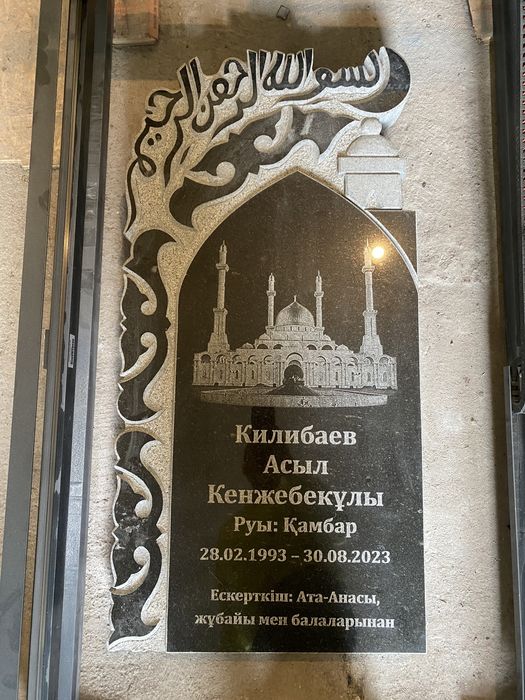 بسم الله الرحمن الرحيم
Килибаев
Асыл
Кенжебекұлы
Руы: Қамбар
28.02.1993 – 30.08.2023
Ескерткіш: Ата-Анасы,
жұбайы мен балаларынан